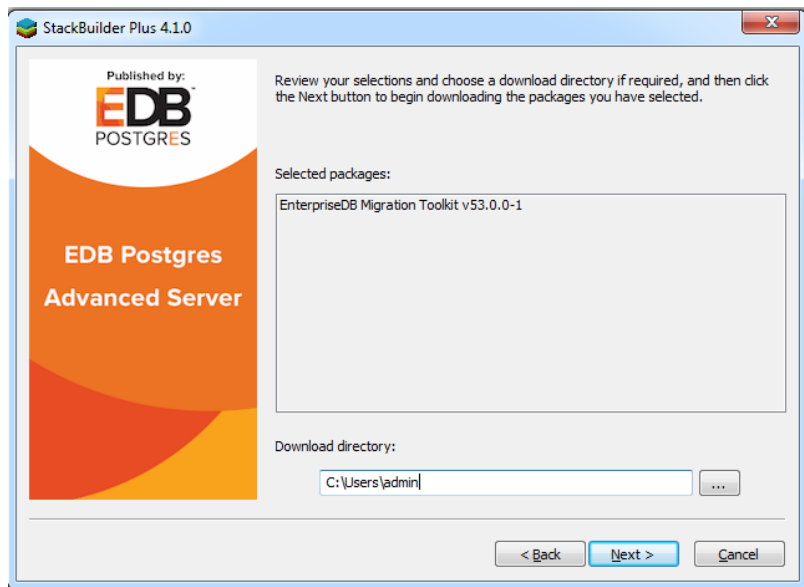 StackBuilder Plus 4.1.0
Published by:
EDB
POSTGRES
EDB Postgres
Advanced Server
Review your selections and choose a download directory if required, and then click
the Next button to begin downloading the packages you have selected.
Selected packages:
EnterpriseDB Migration Toolkit v53.0.0-1
Download directory:
C:\Users\admin
...
< Back
Next >
Cancel